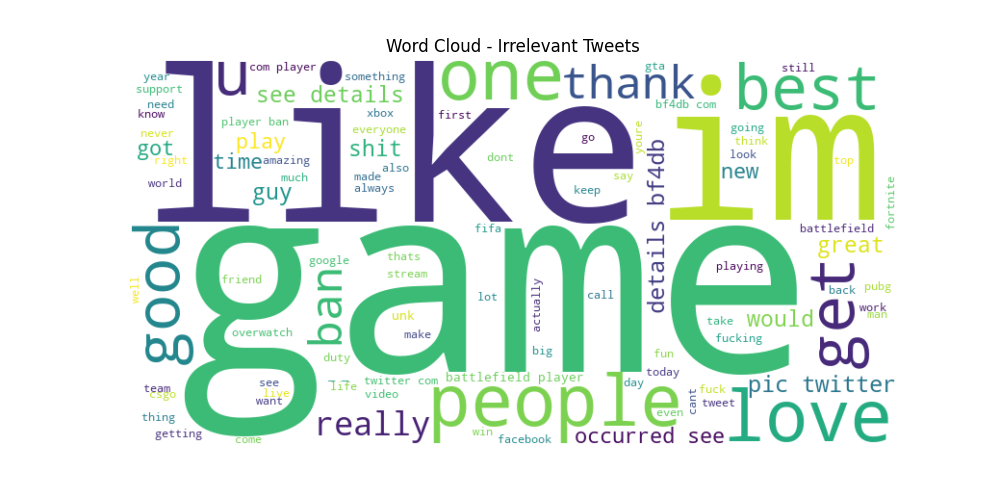 Word Cloud - Irrelevant Tweets
like
game
im
one
thank
best
u
com player
something
see details
year
support
need
know
xbox
first
gta
still
bf4db com
never
got
right
player ban
play
everyone
shit
time
amazing
also
dont
go
youre
going
think
look
top
world
much
guy
made
always
keep
say
new
details bf4db
fortnite
good
fifa
battlefield
great
google
thats
friend
stream
playing
get
well
ban
lot
actually
call
back
pubg
unk
overwatch
make
take
would
work
man
fucking
duty
big
fun
today
team
csgo
see
want
live
life
twitter com
video
battlefield player
day
cant
fuck
tweet
pic twitter
love
people
even
thing
getting
come
really
win
facebook
occurred see